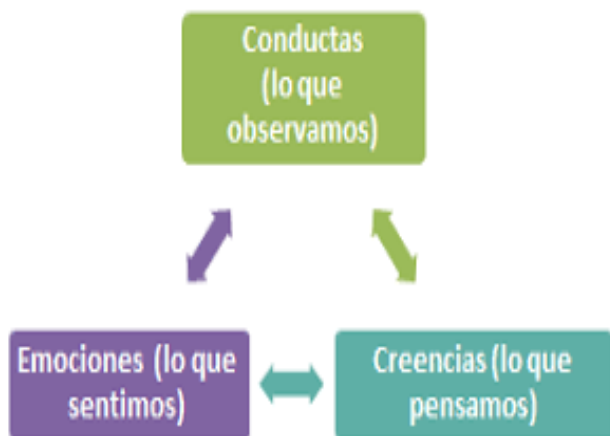 Conductas
(lo que
observamos)
Emociones (lo que
sentimos)
Creencias (lo que
pensamos)